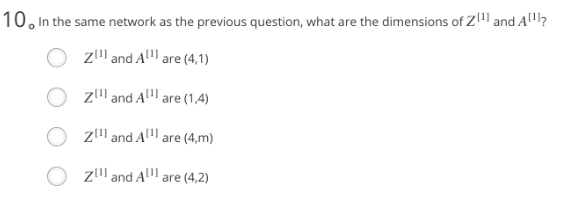 10. In the same network as the previous question, what are the dimensions of Z[1] and A[1]?
Z[1] and A[1] are (4,1)
Z[1] and A[1] are (1,4)
Z[1] and A[1] are (4,m)
Z[1] and A[1] are (4,2)